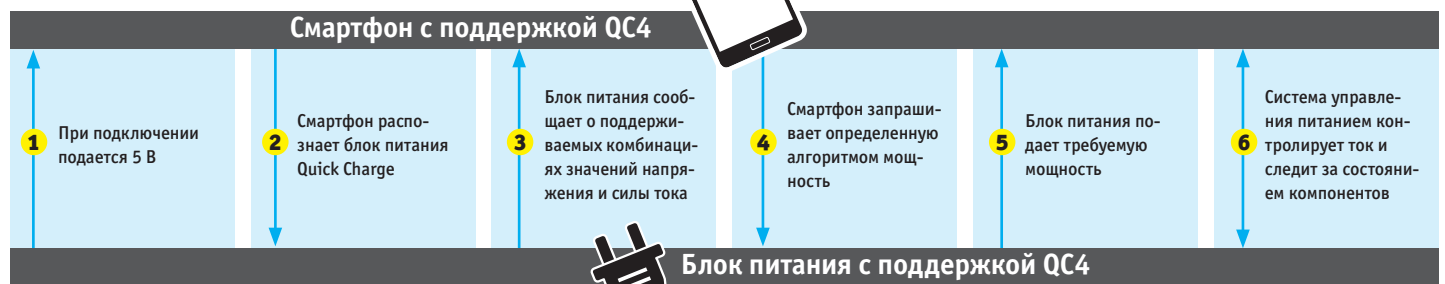 Смартфон с поддержкой QC4
1
При подключении
подается 5 В
2
Смартфон распо-
знает блок питания
Quick Charge
3
Блок питания сооб-
щает о поддержи-
ваемых комбинаци-
ях значений напря-
жения и силы тока
4
Смартфон запраши-
вает определенную
алгоритмом мощ-
ность
5
Блок питания по-
дает требуемую
мощность
6
Система управле-
ния питанием кон-
тролирует ток и
следит за состояни-
ем компонентов
Блок питания с поддержкой QC4